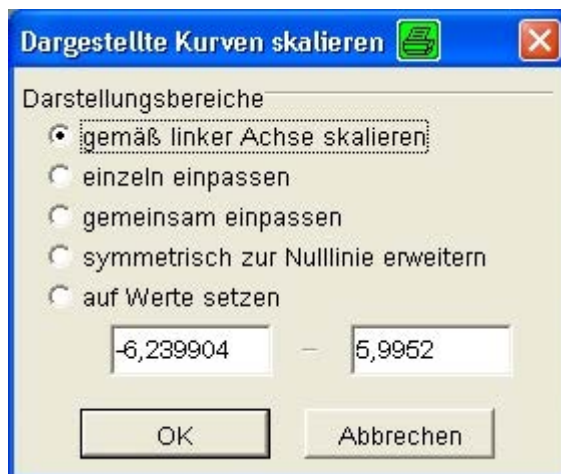 Dargestellte Kurven skalieren
Darstellungsbereiche
gemäß linker Achse skalieren
einzeln einpassen
gemeinsam einpassen
symmetrisch zur Nulllinie erweitern
auf Werte setzen
-6,239904 – 5,9952
OK Abbrechen